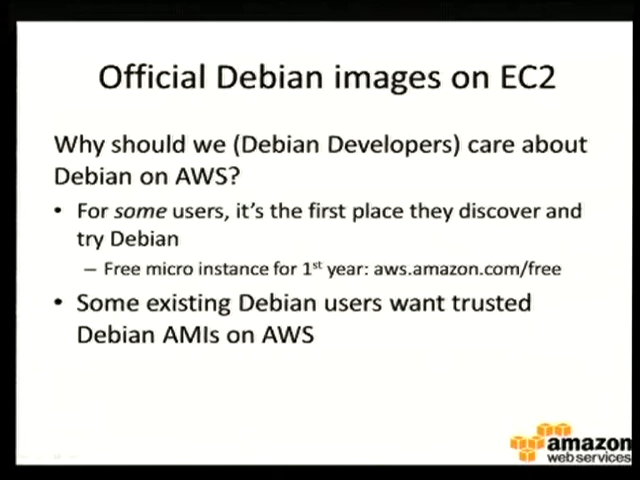 Official Debian images on EC2
Why should we (Debian Developers) care about
Debian on AWS?
• For some users, it's the first place they discover and
try Debian
– Free micro instance for 1st year: aws.amazon.com/free
• Some existing Debian users want trusted
Debian AMIs on AWS
amazon
web services